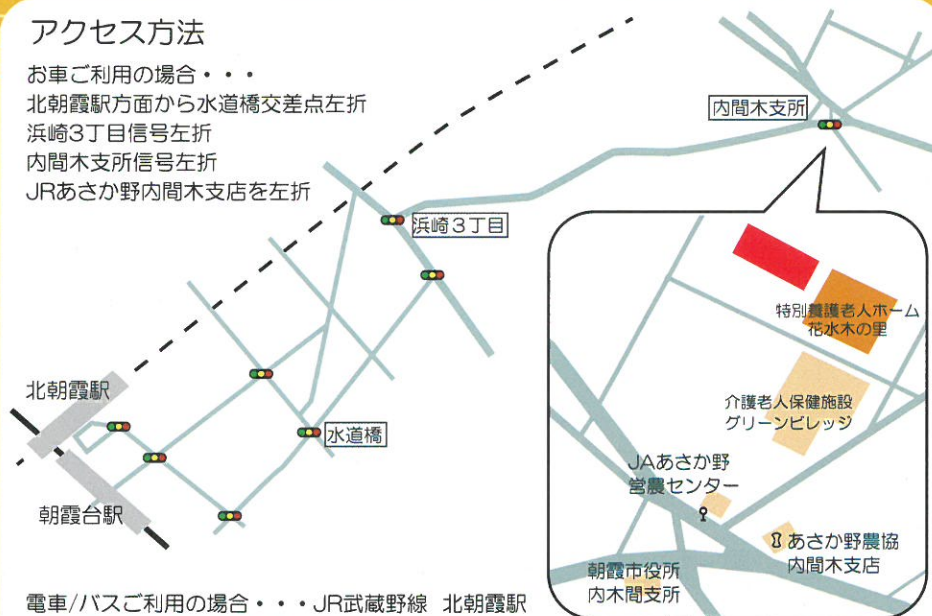 アクセス方法
お車ご利用の場合・・・
北朝霞駅方面から水道橋交差点左折
浜崎3丁目信号左折
内間木支所信号左折
JRあさか野内間木支店を左折
内間木支所
浜崎3丁目
水道橋
北朝霞駅
朝霞台駅
特別養護老人ホーム
花水木の里
介護老人保健施設
グリーンビレッジ
JAあさか野
営農センター
あさか野農協
内間木支店
朝霞市役所
内木間支所
電車/バスご利用の場合・・・JR武蔵野線 北朝霞駅